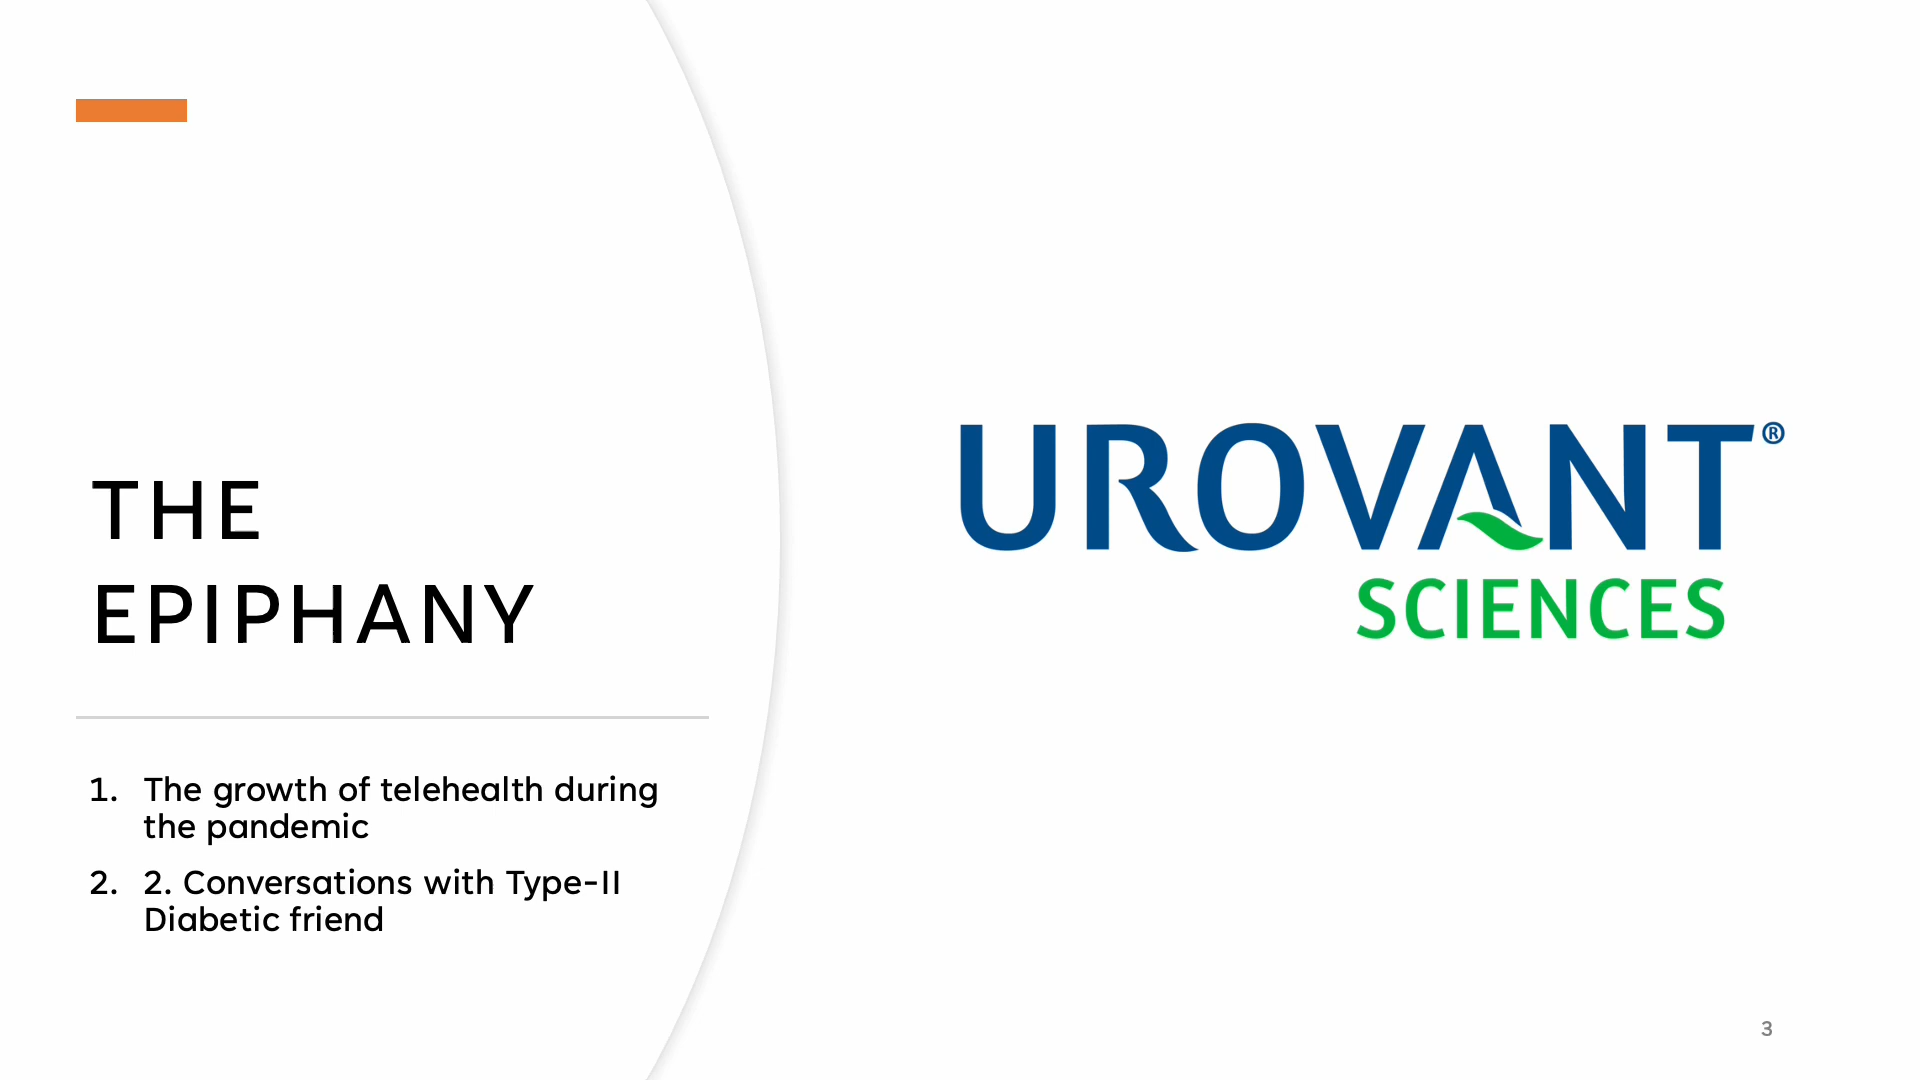 THE
EPIPHANY
1. The growth of telehealth during
the pandemic
2. 2. Conversations with Type-II
Diabetic friend
UROVANT®
SCIENCES
3